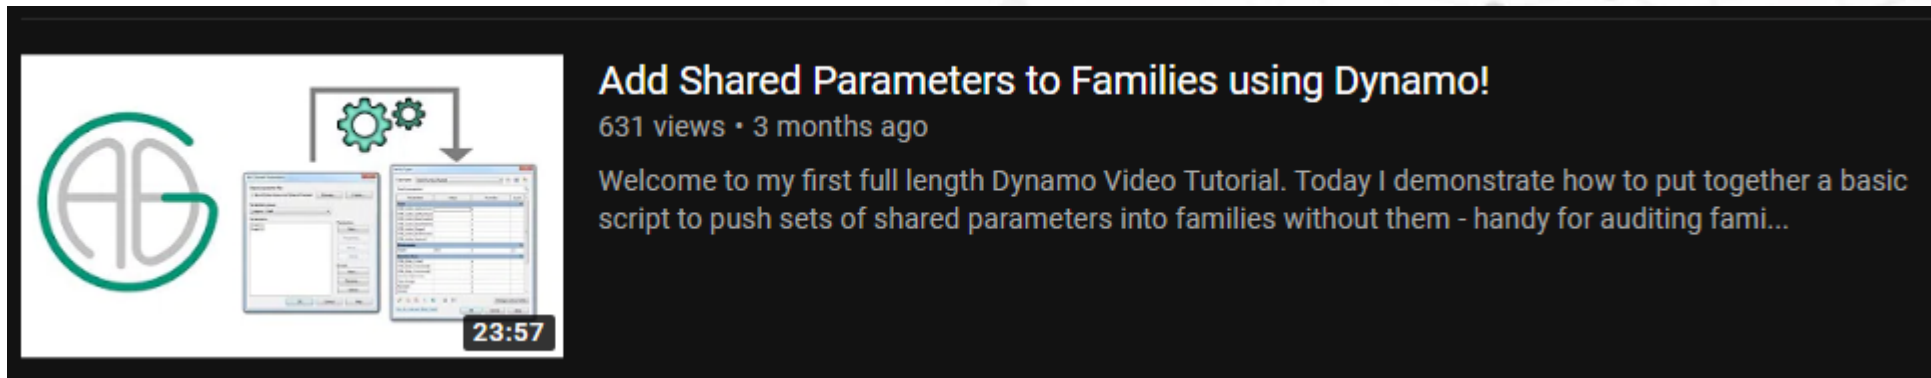 Add Shared Parameters to Families using Dynamo!
631 views • 3 months ago
Welcome to my first full length Dynamo Video Tutorial. Today I demonstrate how to put together a basic
script to push sets of shared parameters into families without them - handy for auditing fami...
23:57